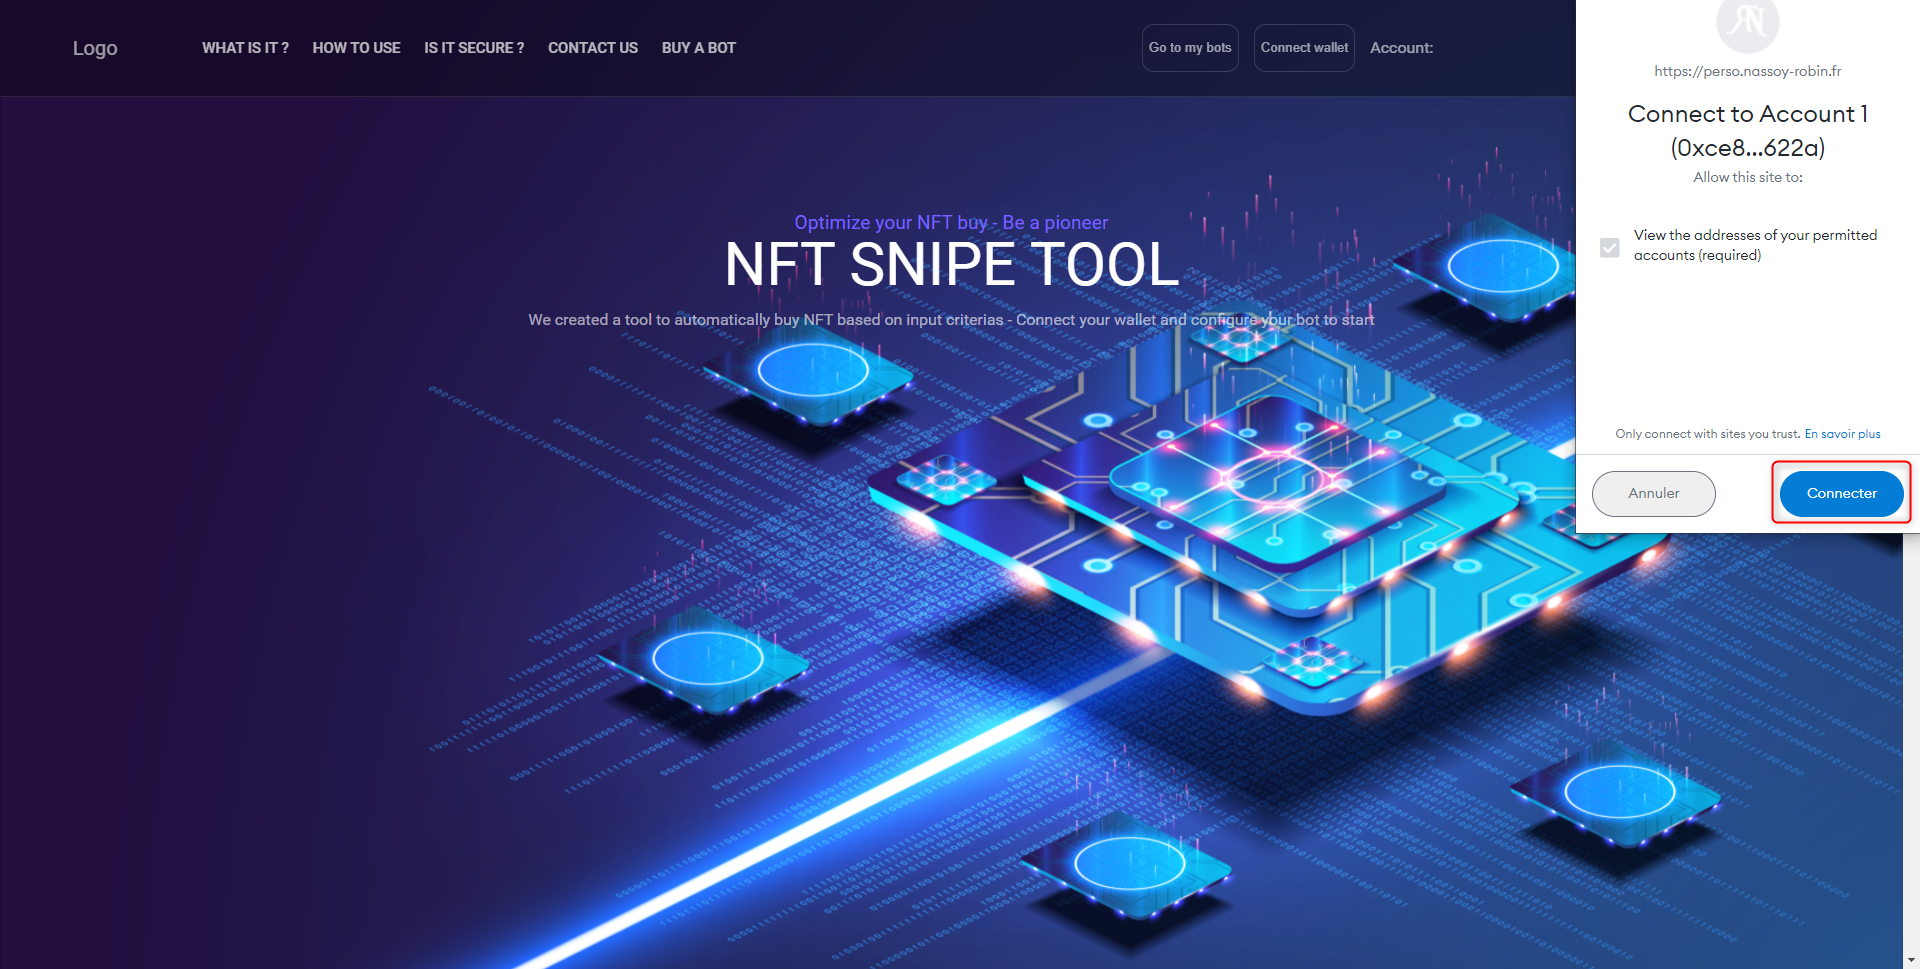 Logo
WHAT IS IT ?
HOW TO USE
IS IT SECURE ?
CONTACT US
BUY A BOT
Go to my bots
Connect wallet
Account:
Optimize your NFT buy - Be a pioneer
NFT SNIPE TOOL
We created a tool to automatically buy NFT based on input criterias - Connect your wallet and configure your bot to start
https://perso.nassoy-robin.fr
Connect to Account 1
(0xce8...622a)
Allow this site to:
View the addresses of your permitted
accounts (required)
Only connect with sites you trust. En savoir plus
Annuler
Connecter